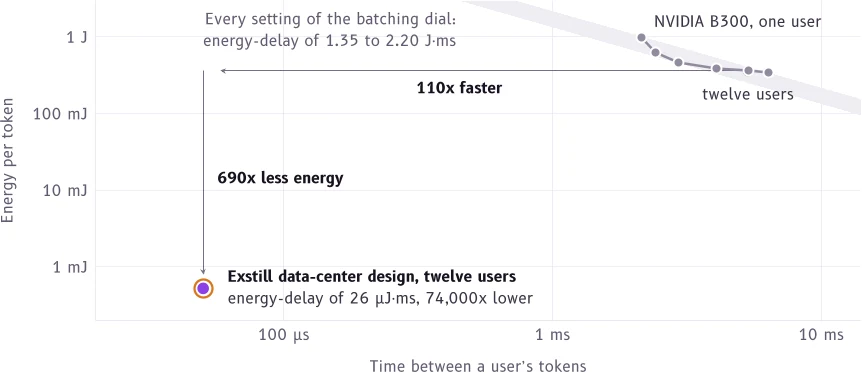 Every setting of the batching dial:
energy-delay of 1.35 to 2.20 J·ms
NVIDIA B300, one user
twelve users
110x faster
690x less energy
Exstill data-center design, twelve users
energy-delay of 26 µJ·ms, 74,000x lower
Energy per token
1 J
100 mJ
10 mJ
1 mJ
100 µs
1 ms
10 ms
Time between a user's tokens